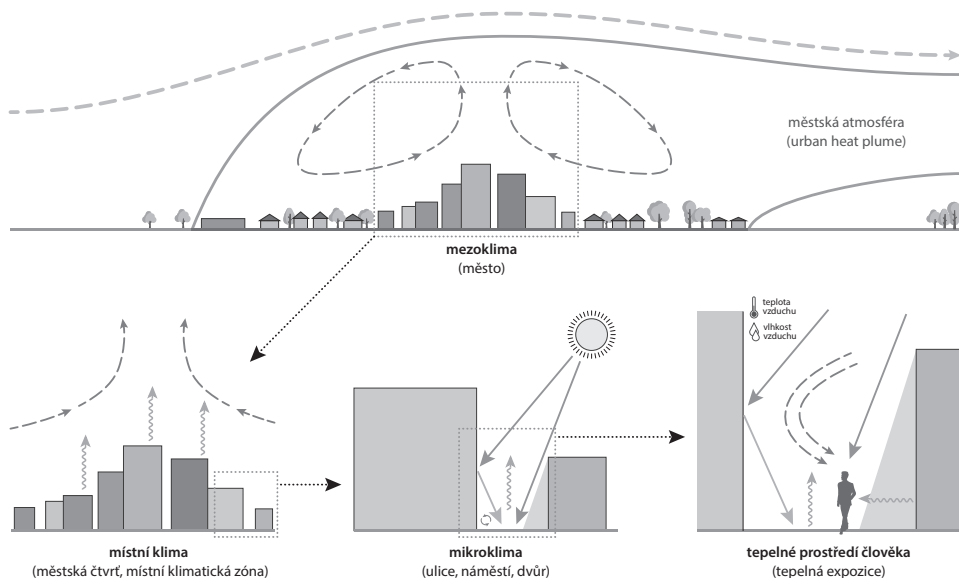 městská atmosféra
(urban heat plume)
mezoklima
(město)
teplota
vzduchu
vlhkost
vzduchu
místní klima
(městská čtvrť, místní klimatická zóna)
mikroklima
(ulice, náměstí, dvůr)
tepelné prostředí člověka
(tepelná expozice)